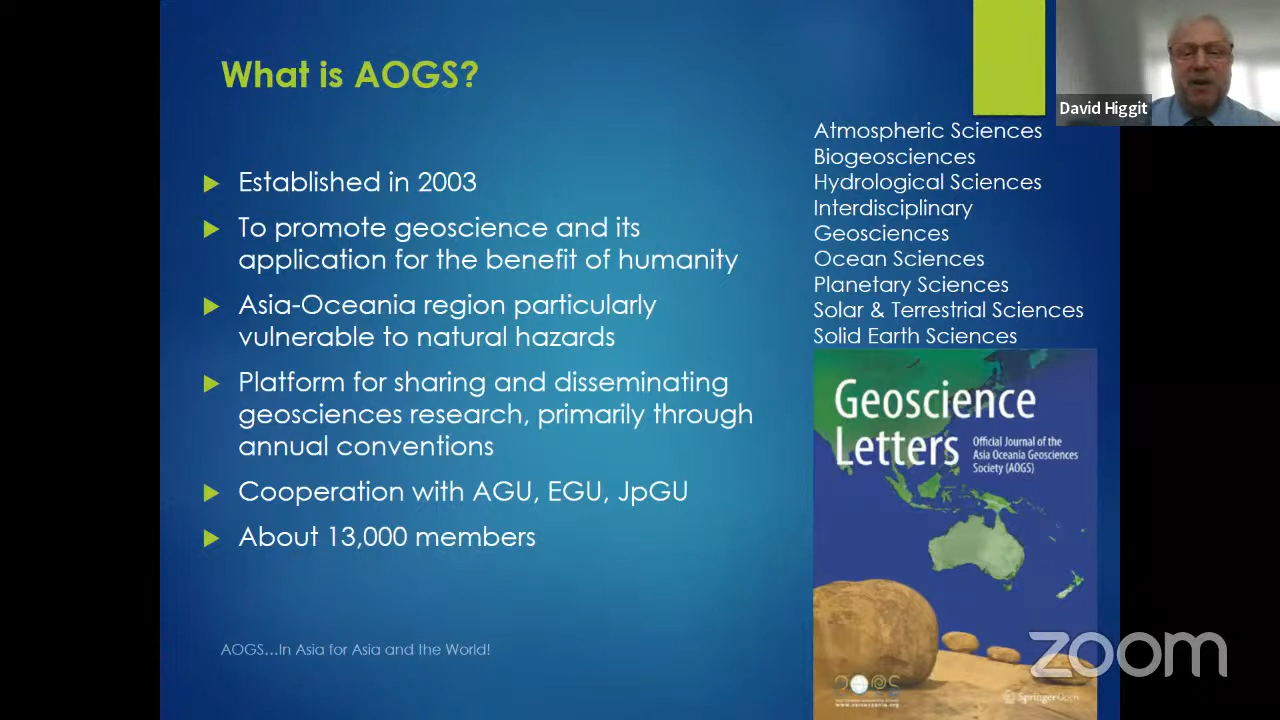 What is AOGS?
Established in 2003
To promote geoscience and its
application for the benefit of humanity
Asia-Oceania region particularly
vulnerable to natural hazards
Platform for sharing and disseminating
geosciences research, primarily through
annual conventions
Cooperation with AGU, EGU, JpGU
About 13,000 members
AOGS...In Asia for Asia and the World!
David Higgit
Atmospheric Sciences
Biogeosciences
Hydrological Sciences
Interdisciplinary
Geosciences
Ocean Sciences
Planetary Sciences
Solar & Terrestrial Sciences
Solid Earth Sciences
Geoscience
Letters
Official Journal of the
Asia Oceania Geosciences
Society (AOGS)
AOGS
www.asiaoceania.org
SpringerOpen
zoom